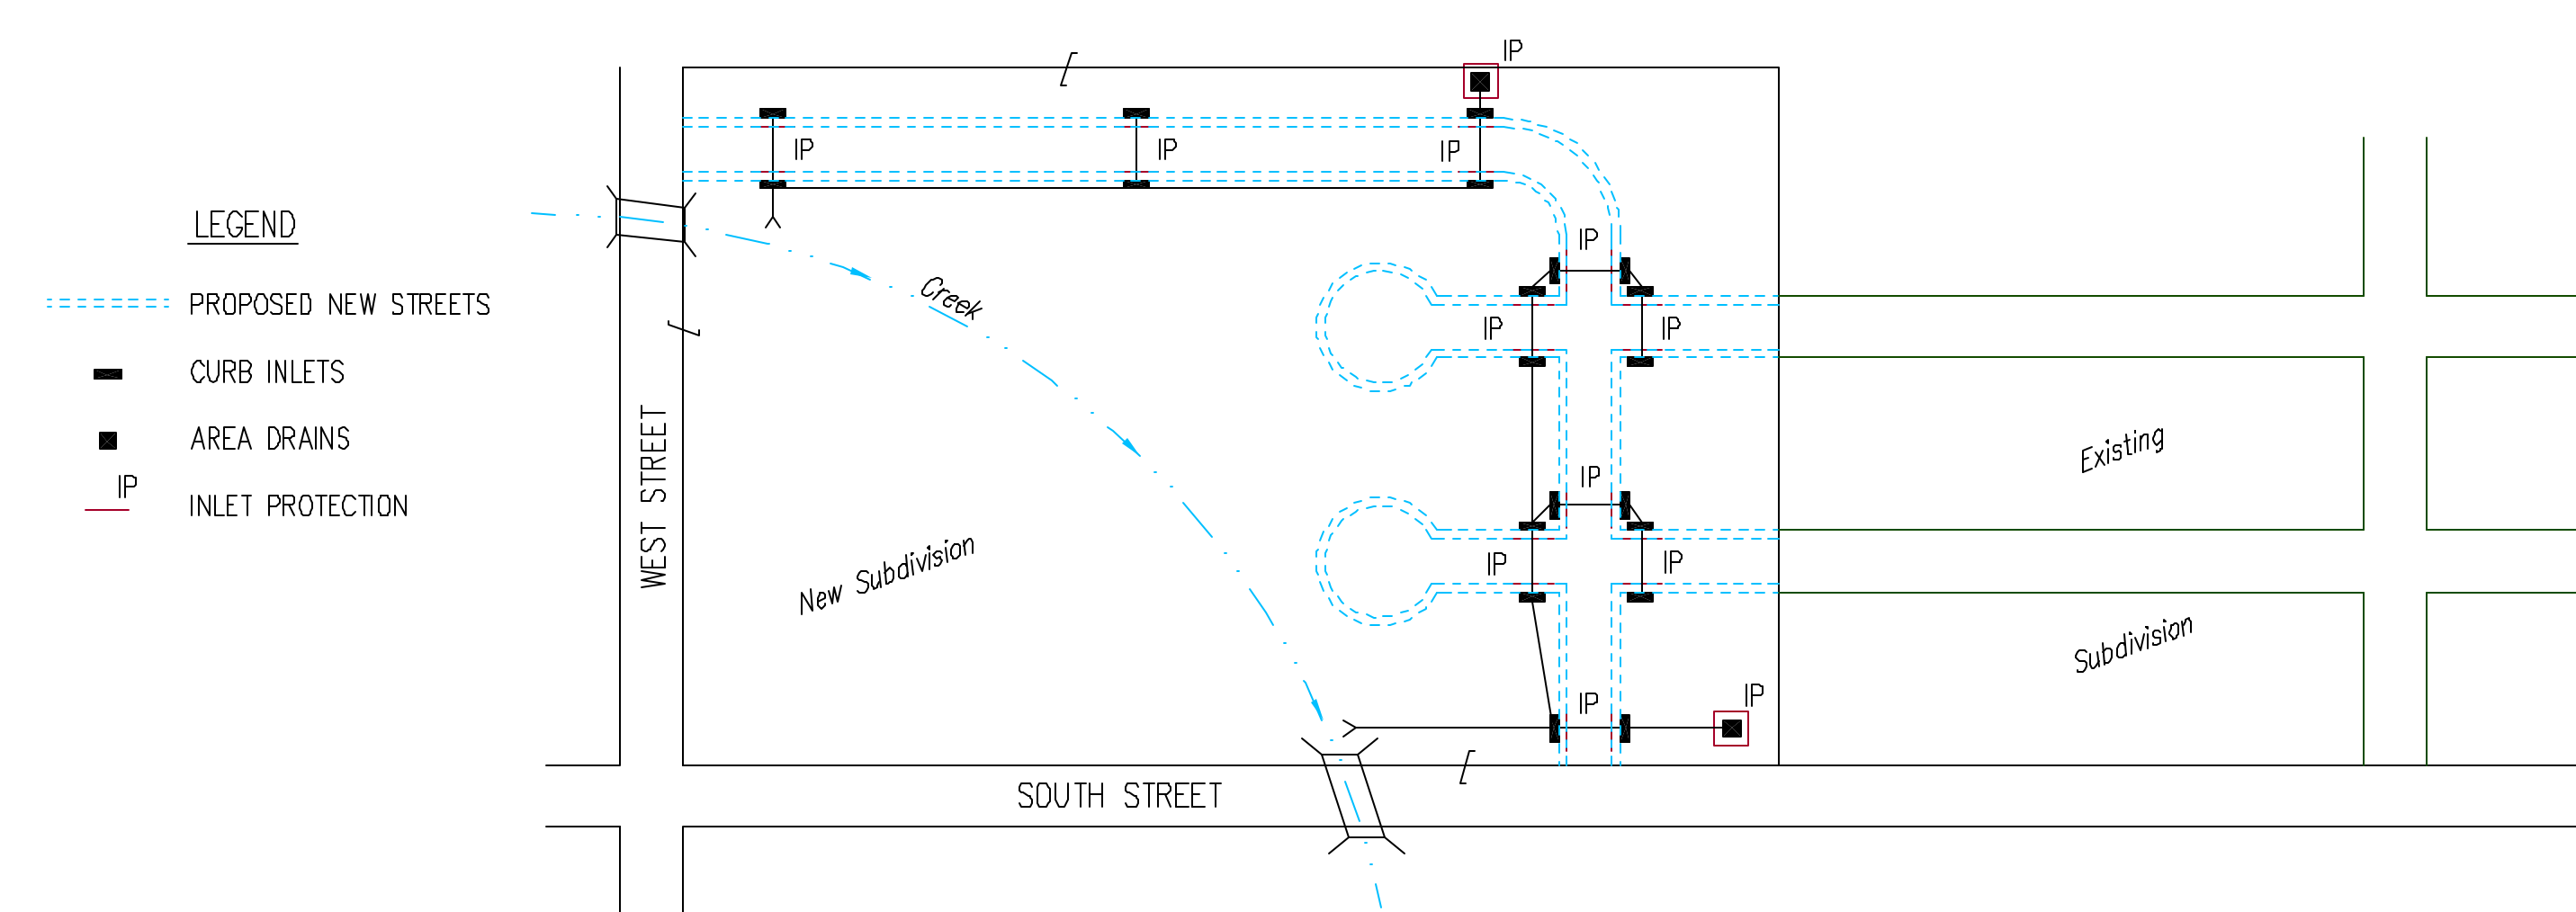 LEGEND
PROPOSED NEW STREETS
CURB INLETS
AREA DRAINS
IP
INLET PROTECTION
WEST STREET
SOUTH STREET
Creek
New Subdivision
IP
IP
IP
IP
IP
IP
IP
IP
IP
IP
IP
IP
Existing
Subdivision